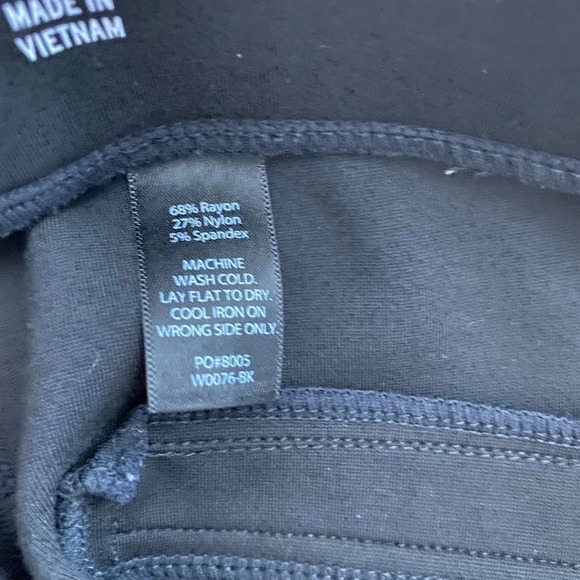 MADE IN
VIETNAM
68% Rayon
27% Nylon
5% Spandex
MACHINE
WASH COLD.
LAY FLAT TO DRY.
COOL IRON ON
WRONG SIDE ONLY.
PO#8005
W0076-BK